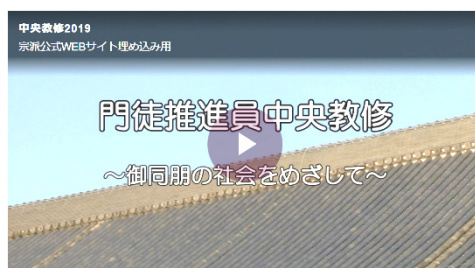 中央教修2019
宗派公式WEBサイト埋め込み用
門徒推進員中央教修
～御同朋の社会をめざして～